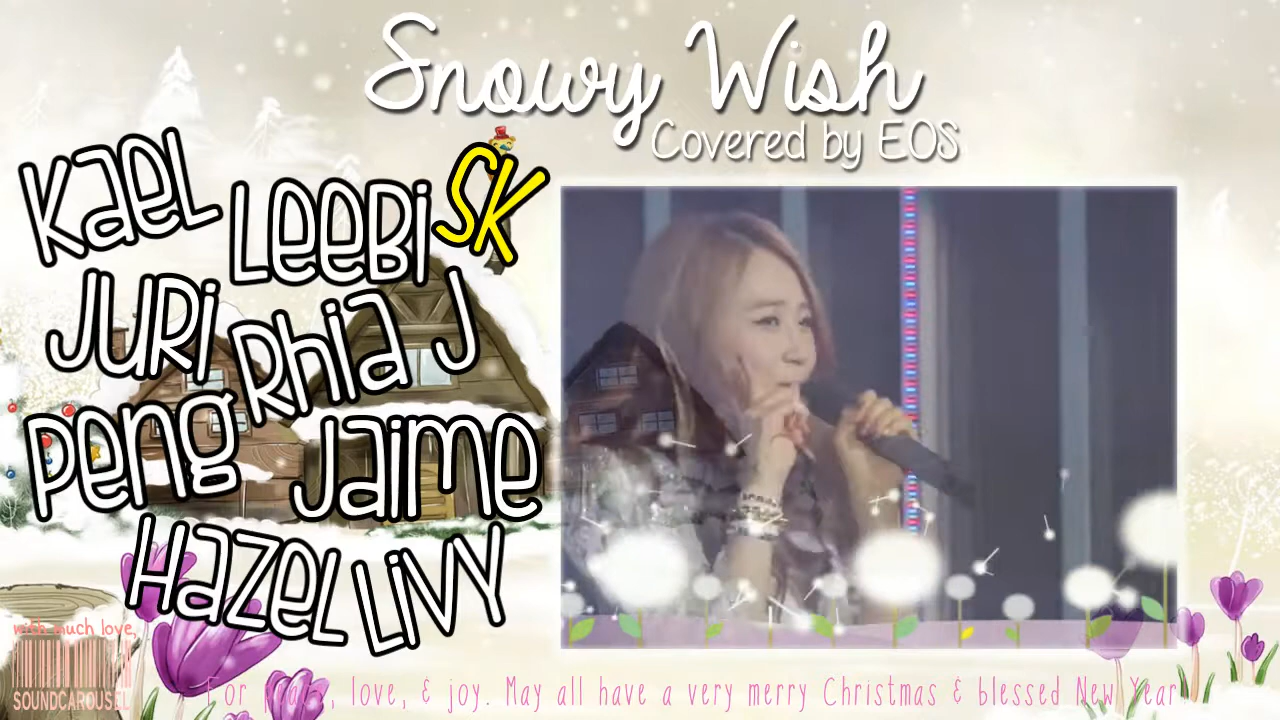 Snowy Wish
Covered by EOS
Kael
LeeBi
SK
Juri
Rhia J
Peng
Jaime
Hazel
Livy
with much love,
SOUNDCAROUSEL
For peace, love, & joy. May all have a very merry Christmas & blessed New Year!